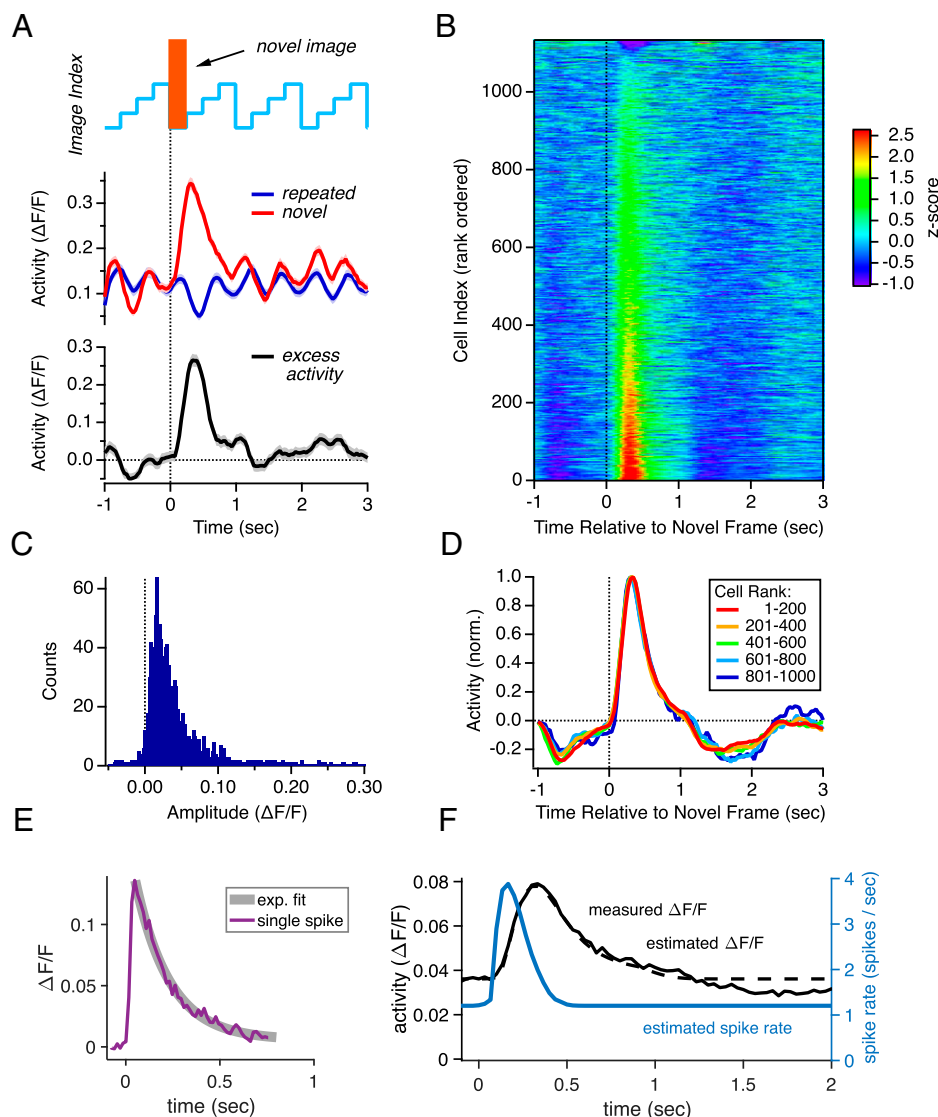 A
novel image
Image Index
repeated
novel
Activity (ΔF/F)
0.3
0.2
0.1
excess
activity
Activity (ΔF/F)
0.3
0.2
0.1
0.0
-1 0 1 2 3
Time (sec)
B
Cell Index (rank ordered)
1000
800
600
400
200
0
-1 0 1 2 3
Time Relative to Novel Frame (sec)
2.5
2.0
1.5
1.0
0.5
0.0
-0.5
-1.0
z-score
C
Counts
60
40
20
0
0.00 0.10 0.20 0.30
Amplitude (ΔF/F)
D
Activity (norm.)
1.0
0.8
0.6
0.4
0.2
0.0
-0.2
Cell Rank:
1-200
201-400
401-600
601-800
801-1000
-1 0 1 2 3
Time Relative to Novel Frame (sec)
E
ΔF/F
0.1
0.05
0
exp. fit
single spike
0 1
time (sec)
F
activity (ΔF/F)
0.08
0.06
0.04
0.02
0
measured ΔF/F
estimated ΔF/F
estimated spike rate
4
3
2
1
0
spike rate (spikes / sec)
0 0.5 1 1.5 2
time (sec)